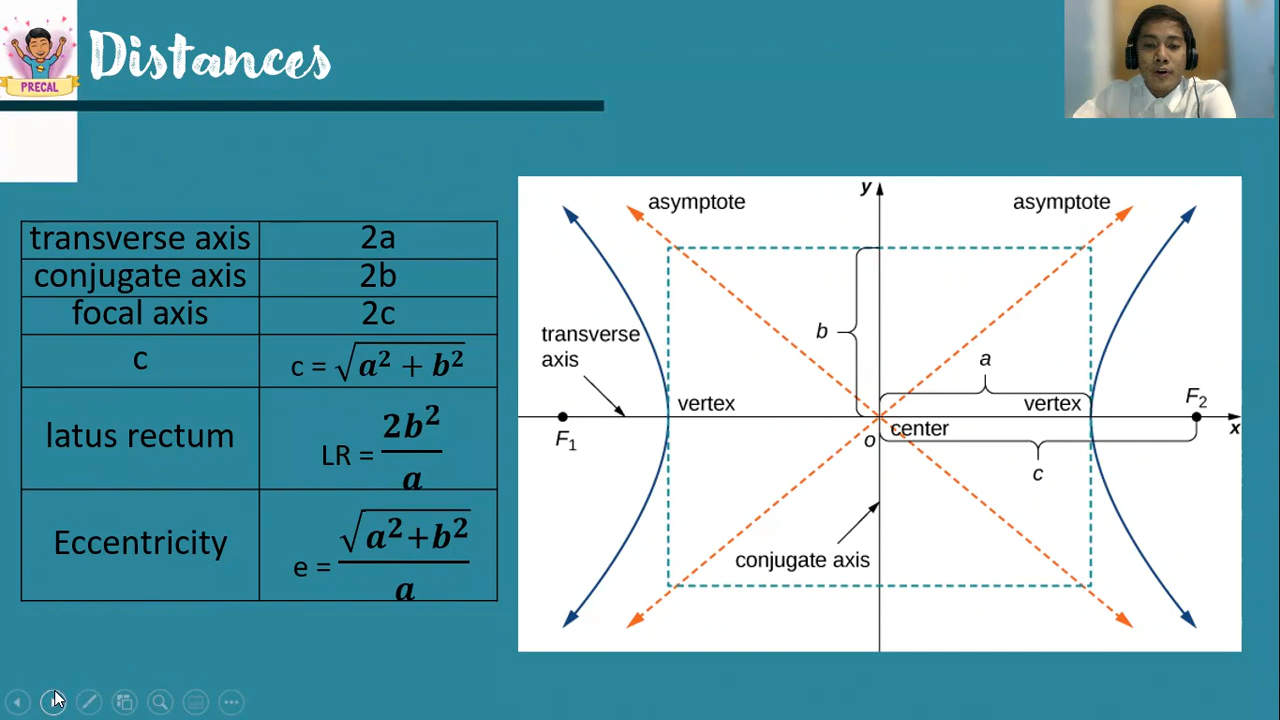 PRECAL
Distances
transverse axis 2a
conjugate axis 2b
focal axis 2c
c c = √a² + b²
latus rectum LR = 2b²/a
Eccentricity e = √a²+b²/a
y
asymptote asymptote
b
transverse
axis
a
vertex vertex F₂
F₁ o center x
c
conjugate axis